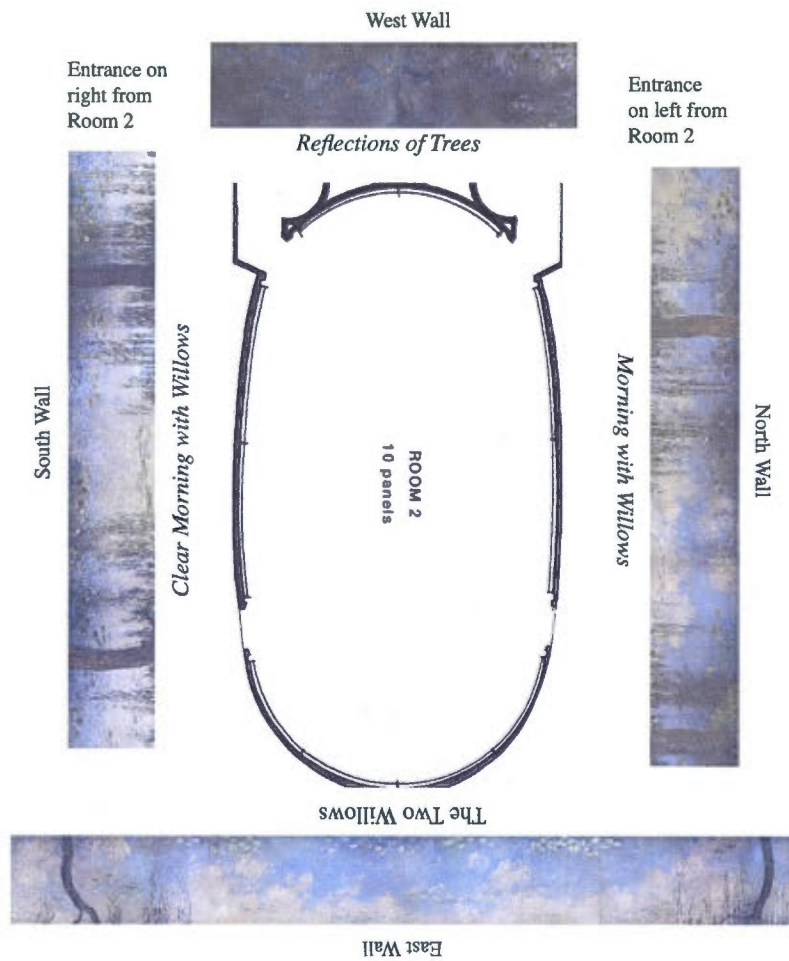 West Wall
Entrance on
right from
Room 2
Entrance
on left from
Room 2
Reflections of Trees
South Wall
Clear Morning with Willows
ROOM 2
10 panels
Morning with Willows
North Wall
The Two Willows
East Wall